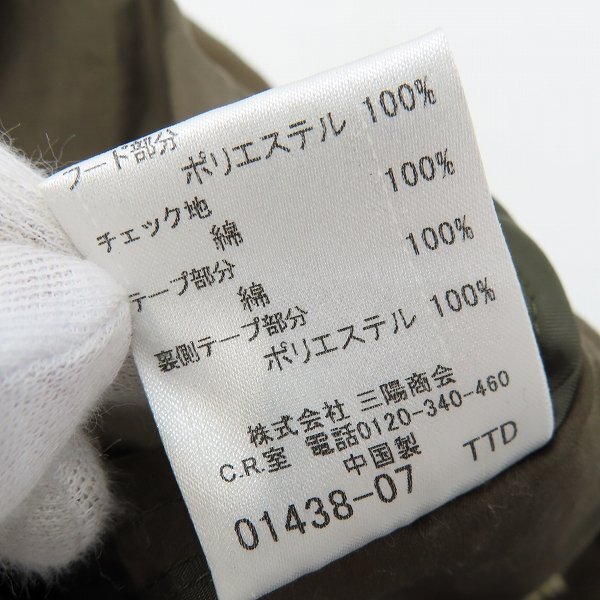 フード部分
ポリエステル 100%
チェック地
綿 100%
テープ部分
綿 100%
裏側テープ部分
ポリエステル 100%
株式会社 三陽商会
C.R.室 電話0120-340-460
中国製 TTD
01438-07